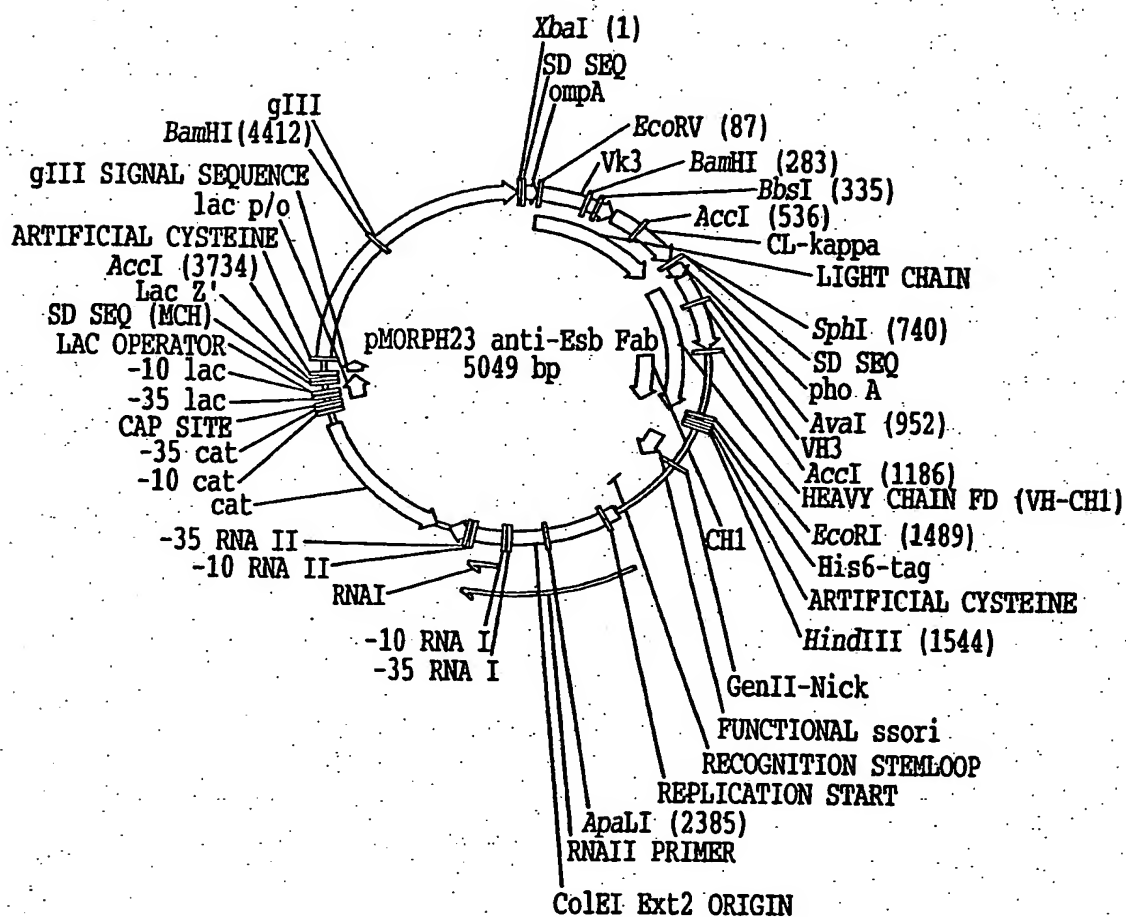 XbaI (1)
SD SEQ
ompA
gIII
BamHI(4412)
EcoRV (87)
Vk3
BamHI (283)
gIII SIGNAL SEQUENCE
BbsI (335)
lac p/o
AccI (536)
ARTIFICIAL CYSTEINE
CL-kappa
AccI (3734)
LIGHT CHAIN
Lac Z'
SD SEQ (MCH)
SphI (740)
LAC OPERATOR
pMORPH23 anti-Esb Fab
5049 bp
SD SEQ
-10 lac
pho A
-35 lac
AvaI (952)
CAP SITE
VH3
-35 cat
AccI (1186)
-10 cat
HEAVY CHAIN FD (VH-CH1)
cat
EcoRI (1489)
CH1
-35 RNA II
His6-tag
-10 RNA II
ARTIFICIAL CYSTEINE
RNAI
HindIII (1544)
-10 RNA I
-35 RNA I
GenII-Nick
FUNCTIONAL ssori
RECOGNITION STEMLOOP
REPLICATION START
ApaLI (2385)
RNAII PRIMER
ColEI Ext2 ORIGIN